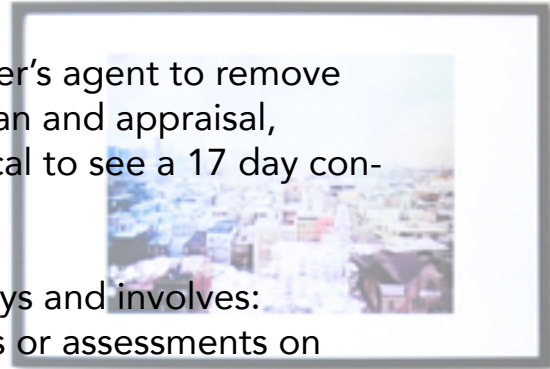 er's agent to remove
an and appraisal,
cal to see a 17 day con-
ys and involves:
s or assessments on